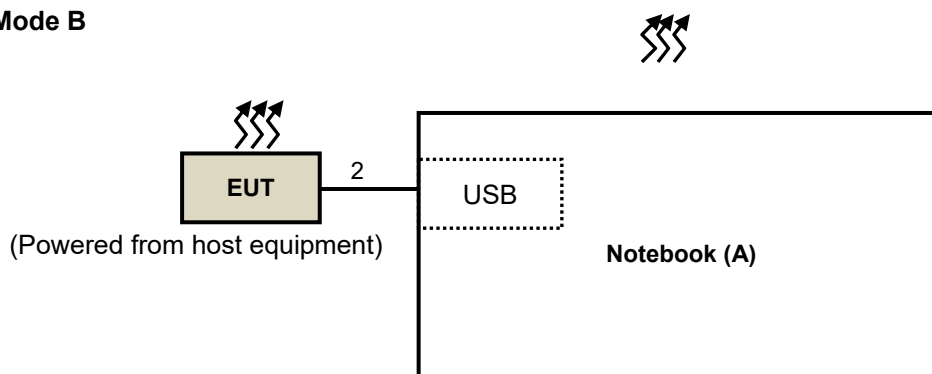 Mode B
2
EUT
USB
(Powered from host equipment)
Notebook (A)